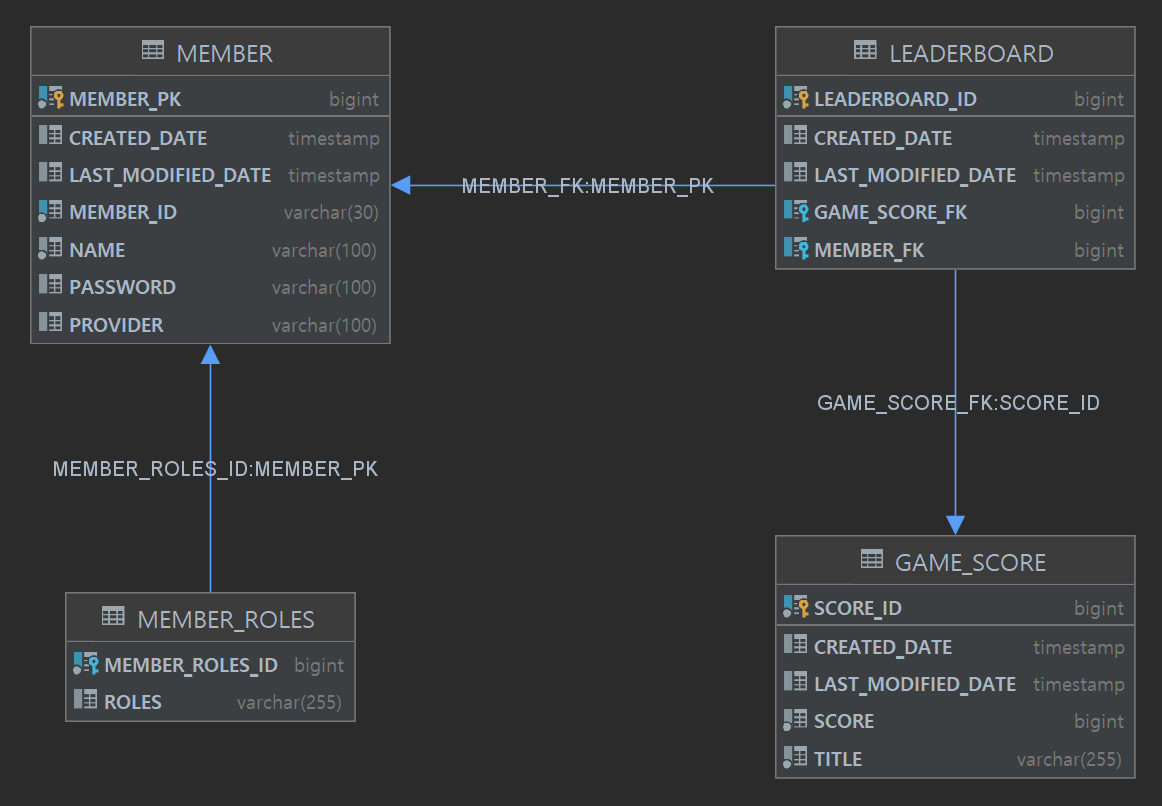 MEMBER
MEMBER_PK bigint
CREATED_DATE timestamp
LAST_MODIFIED_DATE timestamp
MEMBER_ID varchar(30)
NAME varchar(100)
PASSWORD varchar(100)
PROVIDER varchar(100)
MEMBER_FK:MEMBER_PK
LEADERBOARD
LEADERBOARD_ID bigint
CREATED_DATE timestamp
LAST_MODIFIED_DATE timestamp
GAME_SCORE_FK bigint
MEMBER_FK bigint
GAME_SCORE_FK:SCORE_ID
MEMBER_ROLES_ID:MEMBER_PK
MEMBER_ROLES
MEMBER_ROLES_ID bigint
ROLES varchar(255)
GAME_SCORE
SCORE_ID bigint
CREATED_DATE timestamp
LAST_MODIFIED_DATE timestamp
SCORE bigint
TITLE varchar(255)